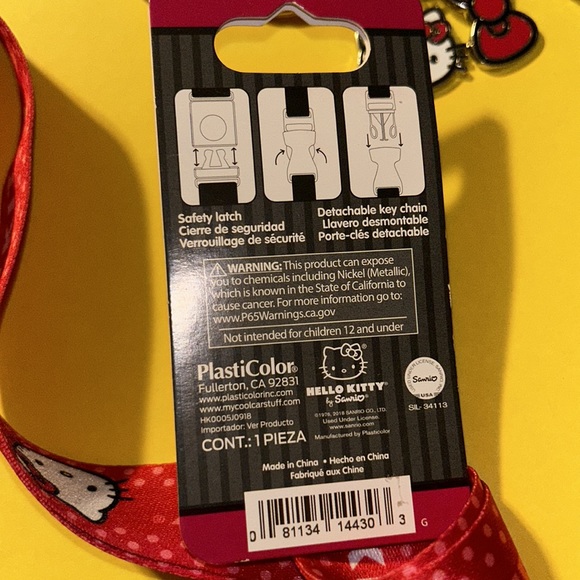 Safety latch
Cierre de seguridad
Verrouillage de sécurité
Detachable key chain
Llavero desmontable
Porte-clés detachable
WARNING: This product can expose
you to chemicals including Nickel (Metallic),
which is known in the State of California to
cause cancer. For more information go to:
www.P65Warnings.ca.gov
Not intended for children 12 and under
PlastiColor®
Fullerton, CA 92831
www.plasticolorinc.com
www.mycoolcarstuff.com
HK0005J0918
Importador: Ver Producto
CONT.: 1 PIEZA
HELLO KITTY®
by Sanrio®
©1976, 2018 SANRIO CO., LTD.
Used Under License.
www.sanrio.com
Manufactured by Plasticolor
Sanrio
SIL- 34113
Made in China • Hecho en China
Fabriqué aux Chine
0 81134 14430 3
G